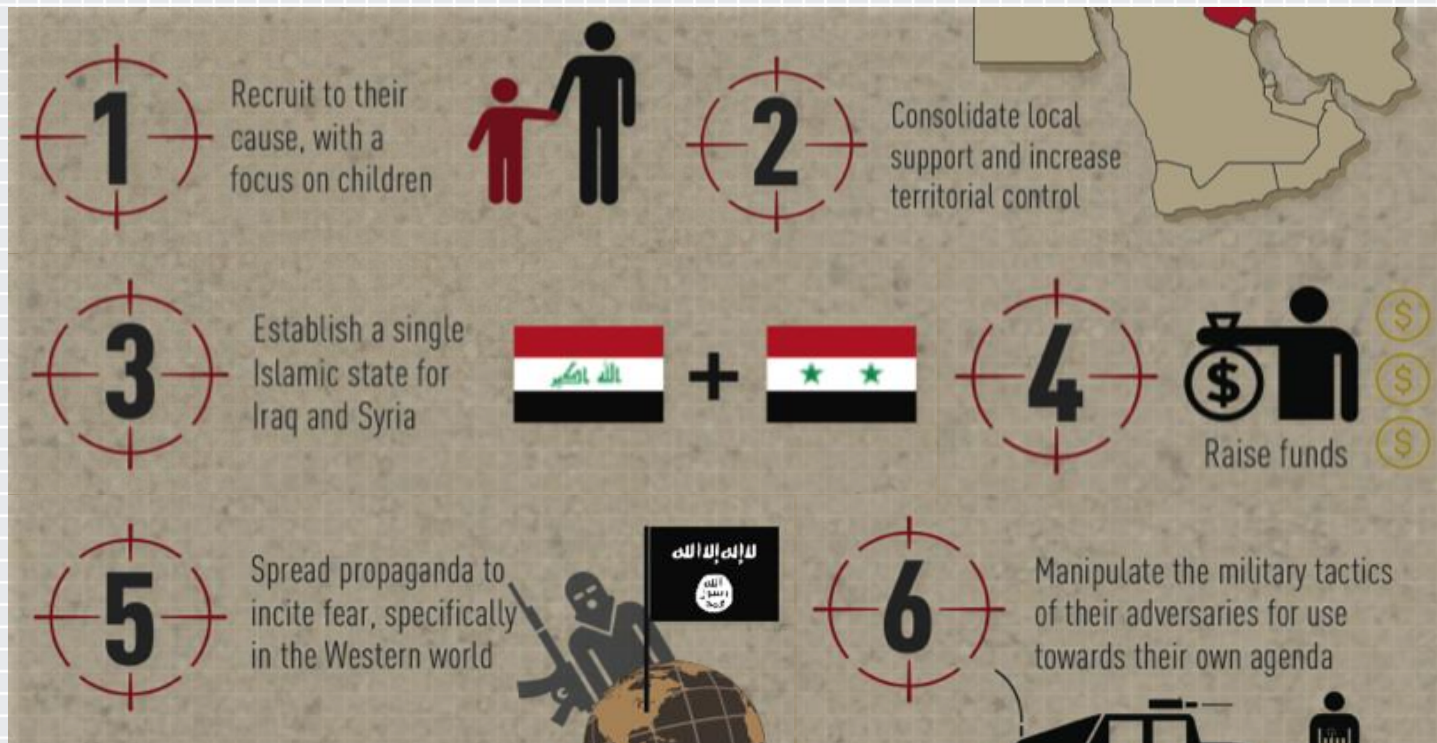 1
Recruit to their
cause, with a
focus on children
2
Consolidate local
support and increase
territorial control
3
Establish a single
Islamic state for
Iraq and Syria
الله اكبر
+
4
$
$
$
$
Raise funds
5
Spread propaganda to
incite fear, specifically
in the Western world
لا إله إلا الله
الله
رسول
محمد
6
Manipulate the military tactics
of their adversaries for use
towards their own agenda